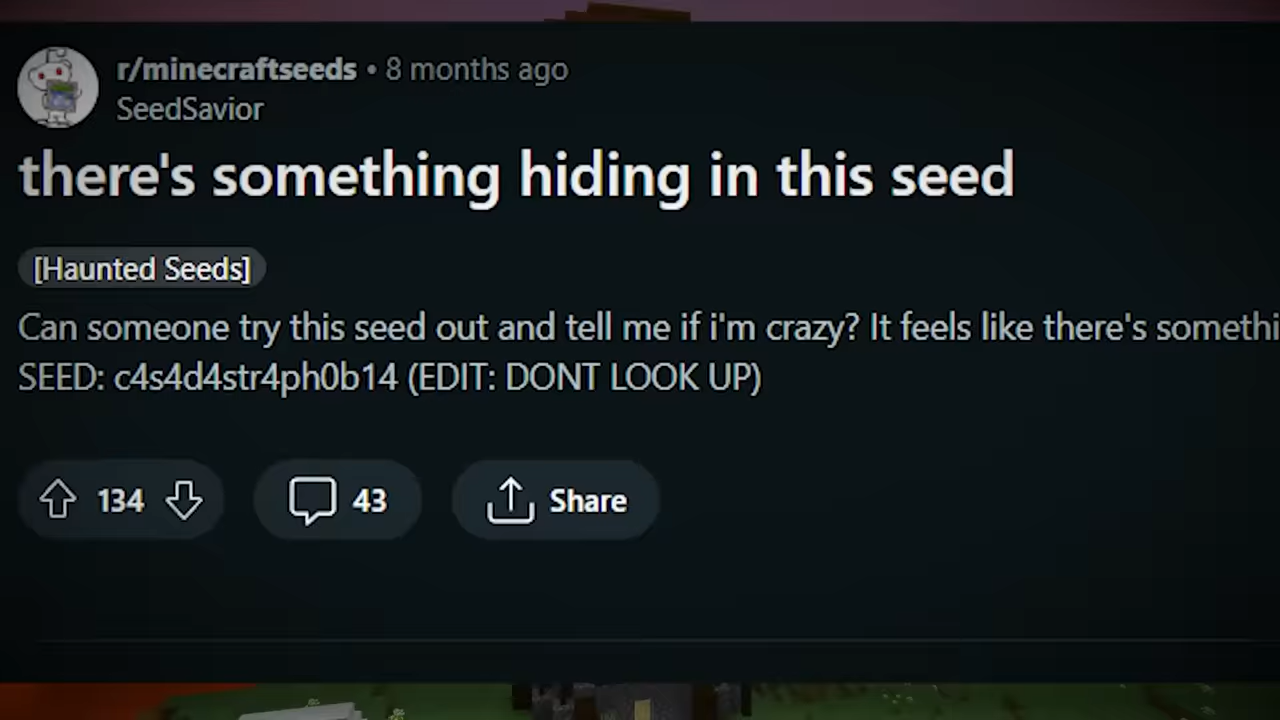 r/minecraftseeds • 8 months ago
SeedSavior
there's something hiding in this seed
[Haunted Seeds]
Can someone try this seed out and tell me if i'm crazy? It feels like there's somethi
SEED: c4s4d4str4ph0b14 (EDIT: DONT LOOK UP)
134
43
Share